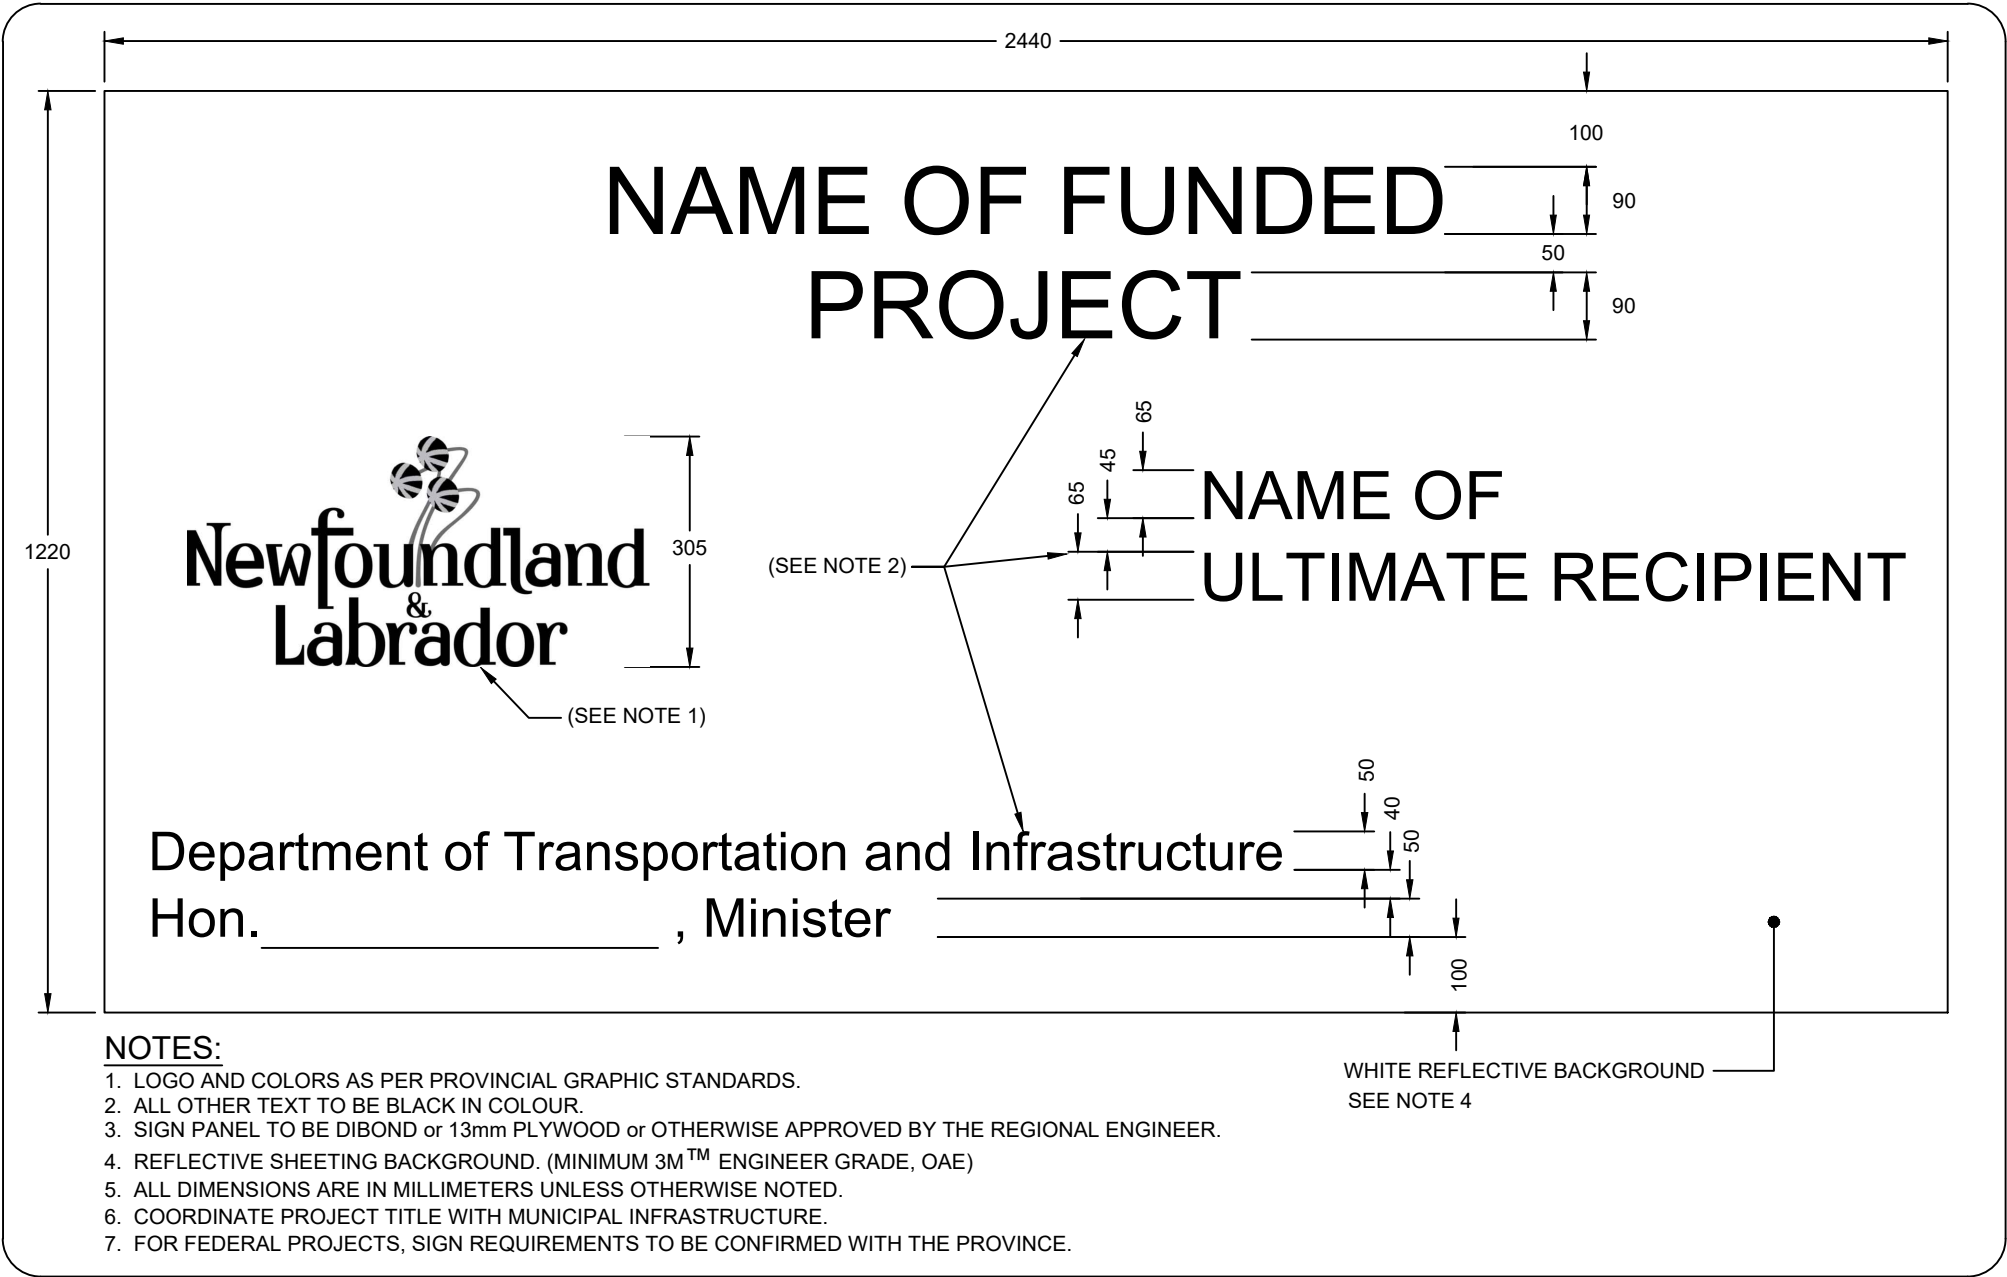 2440
100
NAME OF FUNDED
90
50
PROJECT
90
65
45
65
NAME OF
ULTIMATE RECIPIENT
1220
Newfoundland
&
Labrador
305
(SEE NOTE 2)
(SEE NOTE 1)
50
40
50
Department of Transportation and Infrastructure
Hon.______________, Minister
100
NOTES:
1. LOGO AND COLORS AS PER PROVINCIAL GRAPHIC STANDARDS.
2. ALL OTHER TEXT TO BE BLACK IN COLOUR.
3. SIGN PANEL TO BE DIBOND or 13mm PLYWOOD or OTHERWISE APPROVED BY THE REGIONAL ENGINEER.
4. REFLECTIVE SHEETING BACKGROUND. (MINIMUM 3M™ ENGINEER GRADE, OAE)
5. ALL DIMENSIONS ARE IN MILLIMETERS UNLESS OTHERWISE NOTED.
6. COORDINATE PROJECT TITLE WITH MUNICIPAL INFRASTRUCTURE.
7. FOR FEDERAL PROJECTS, SIGN REQUIREMENTS TO BE CONFIRMED WITH THE PROVINCE.
WHITE REFLECTIVE BACKGROUND
SEE NOTE 4